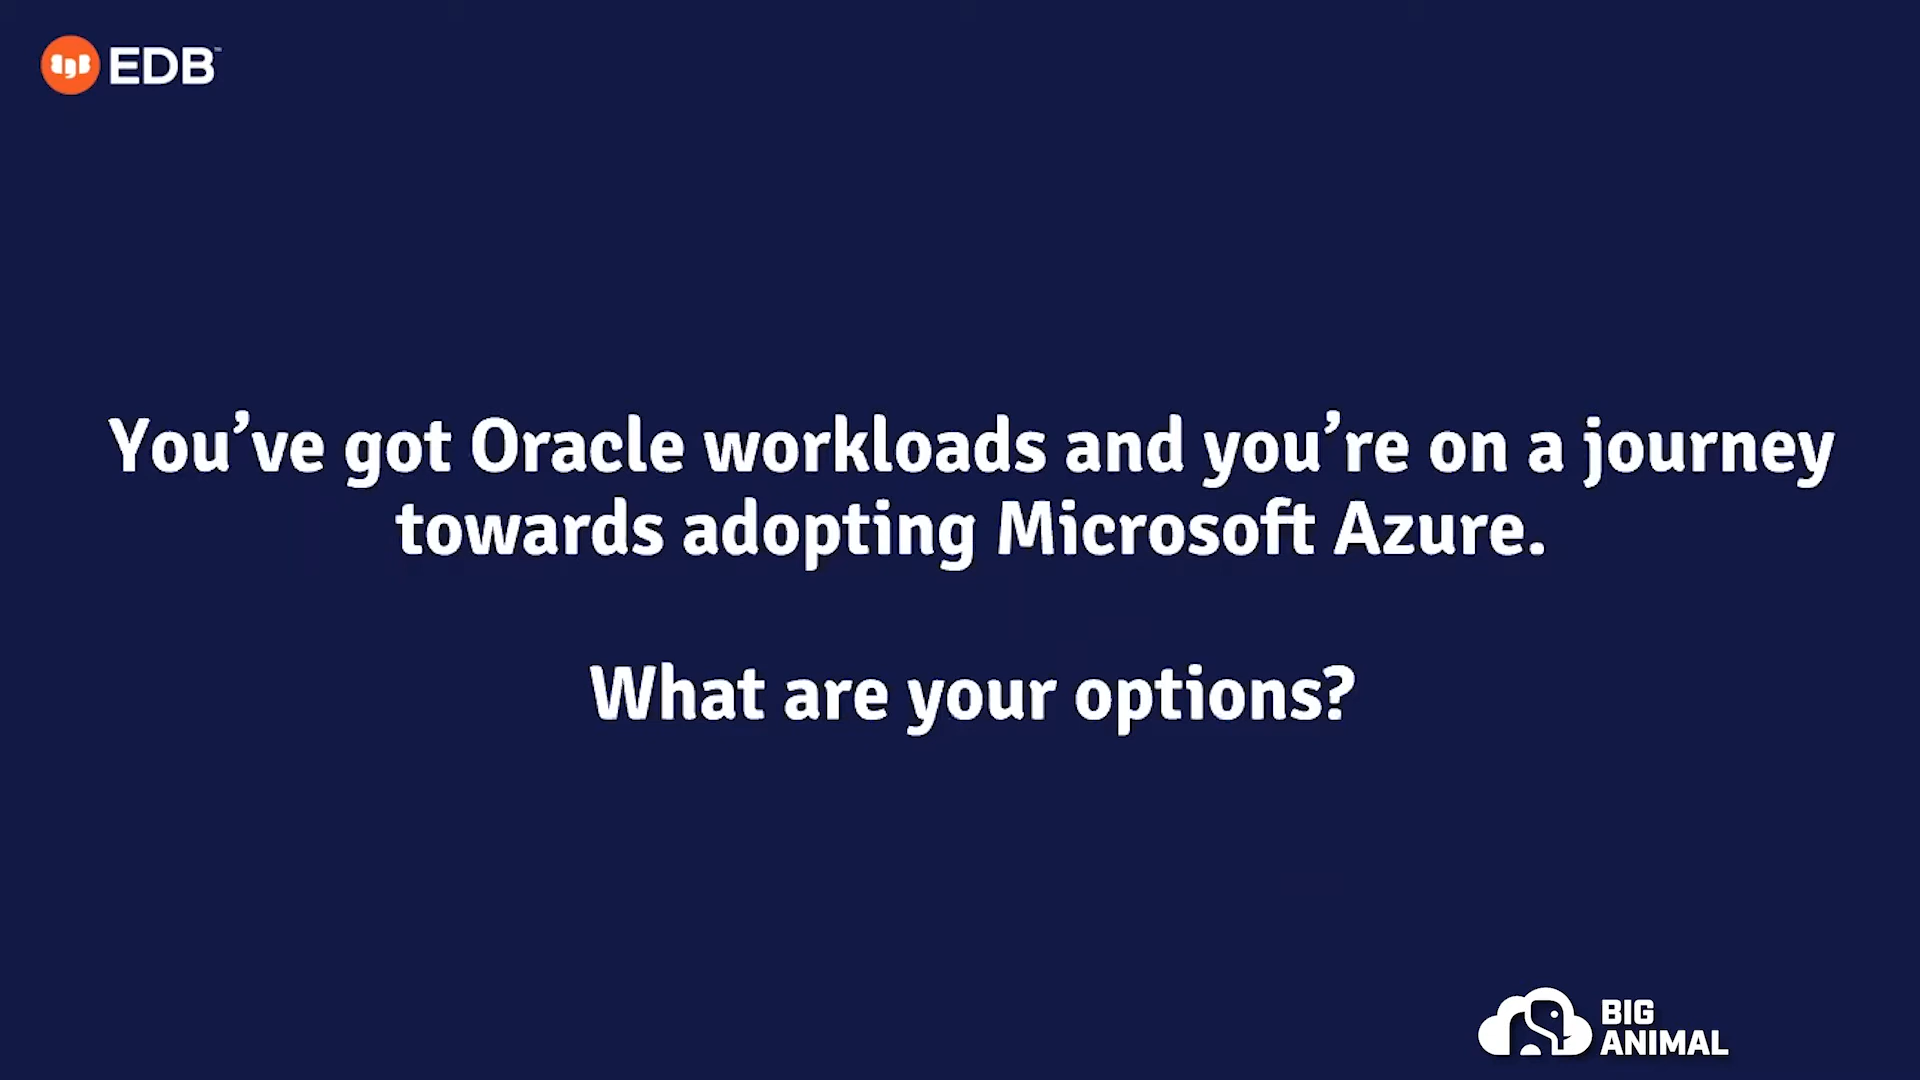 EDB™
You’ve got Oracle workloads and you’re on a journey
towards adopting Microsoft Azure.
What are your options?
BIG
ANIMAL